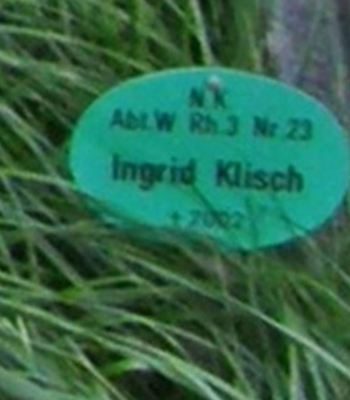 N K
Abt.W Rh.3 Nr.23
Ingrid Klisch
+ 2002